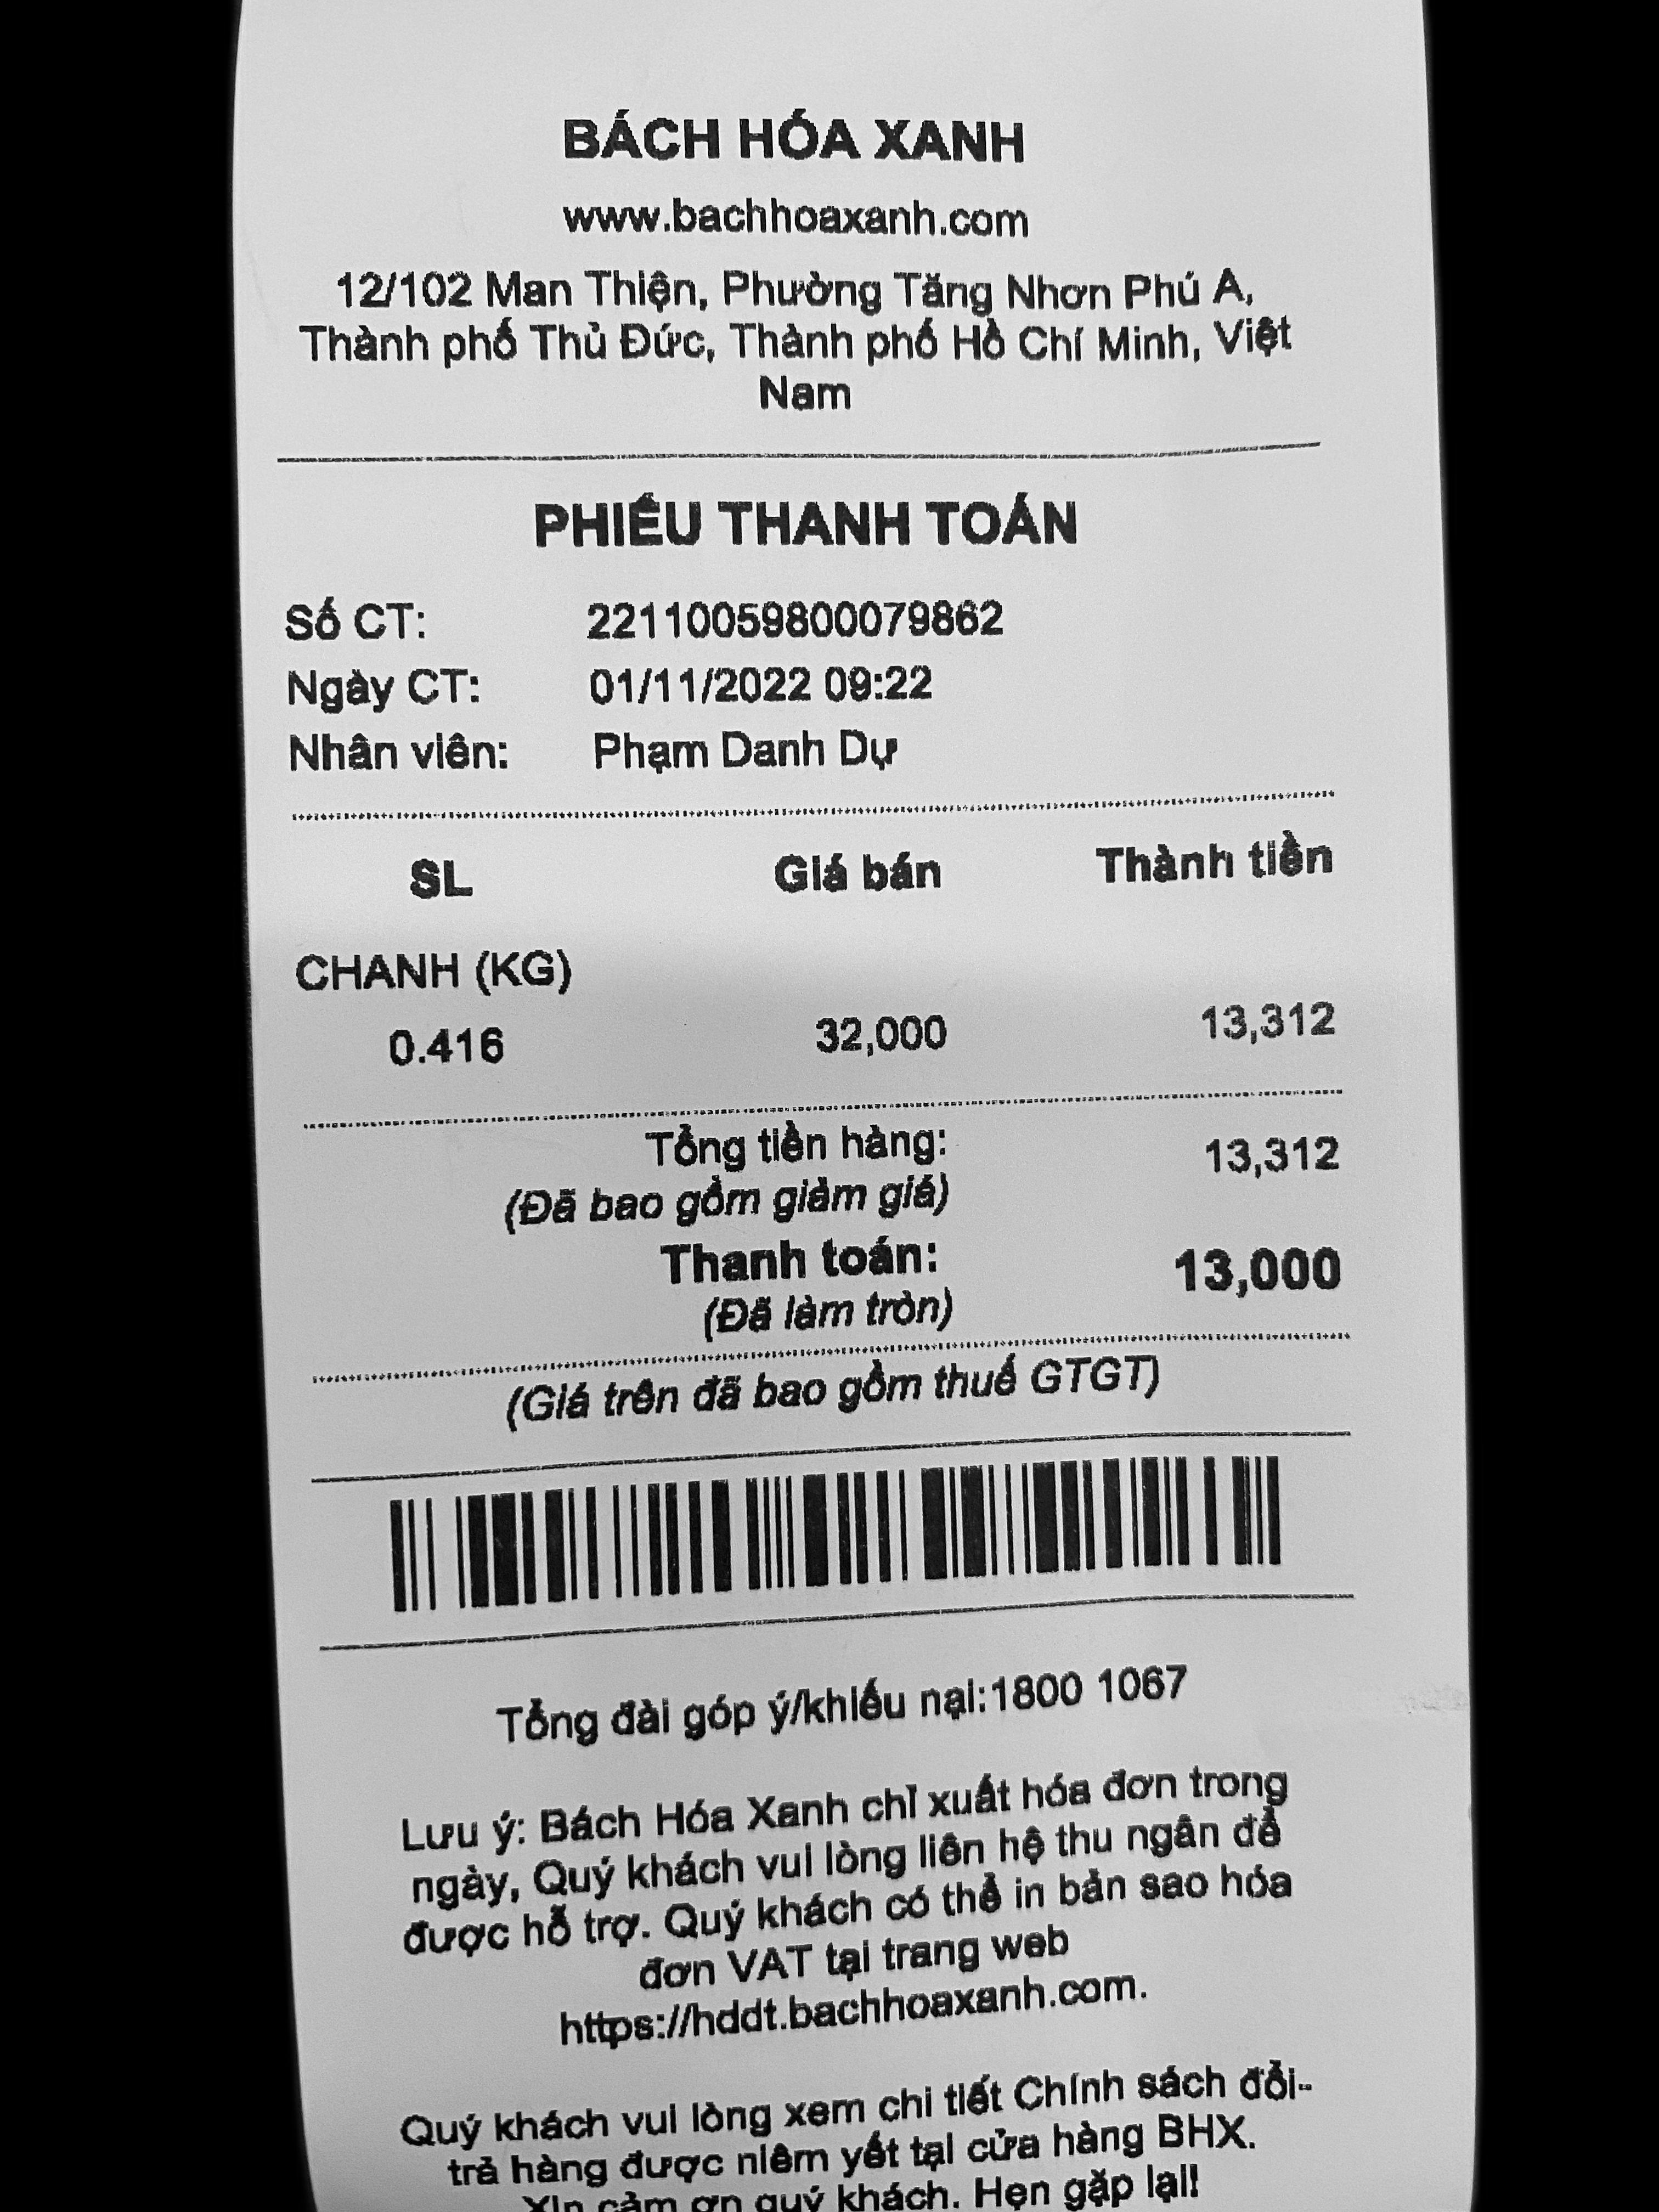 BÁCH HÓA XANH
www.bachhoaxanh.com
12/102 Man Thiện, Phường Tăng Nhơn Phú A,
Thành phố Thủ Đức, Thành phố Hồ Chí Minh, Việt
Nam
PHIẾU THANH TOÁN
Số CT: 22110059800079862
Ngày CT: 01/11/2022 09:22
Nhân viên: Phạm Danh Dự
SL Giá bán Thành tiền
CHANH (KG)
0.416 32,000 13,312
Tổng tiền hàng: 13,312
(Đã bao gồm giảm giá)
Thanh toán: 13,000
(Đã làm tròn)
(Giá trên đã bao gồm thuế GTGT)
Tổng đài góp ý/khiếu nại:1800 1067
Lưu ý: Bách Hóa Xanh chỉ xuất hóa đơn trong
ngày, Quý khách vui lòng liên hệ thu ngân để
được hỗ trợ. Quý khách có thể in bản sao hóa
đơn VAT tại trang web
https://hddt.bachhoaxanh.com.
Quý khách vui lòng xem chi tiết Chính sách đổi-
trả hàng được niêm yết tại cửa hàng BHX.
Xin cảm ơn quý khách. Hẹn gặp lại!